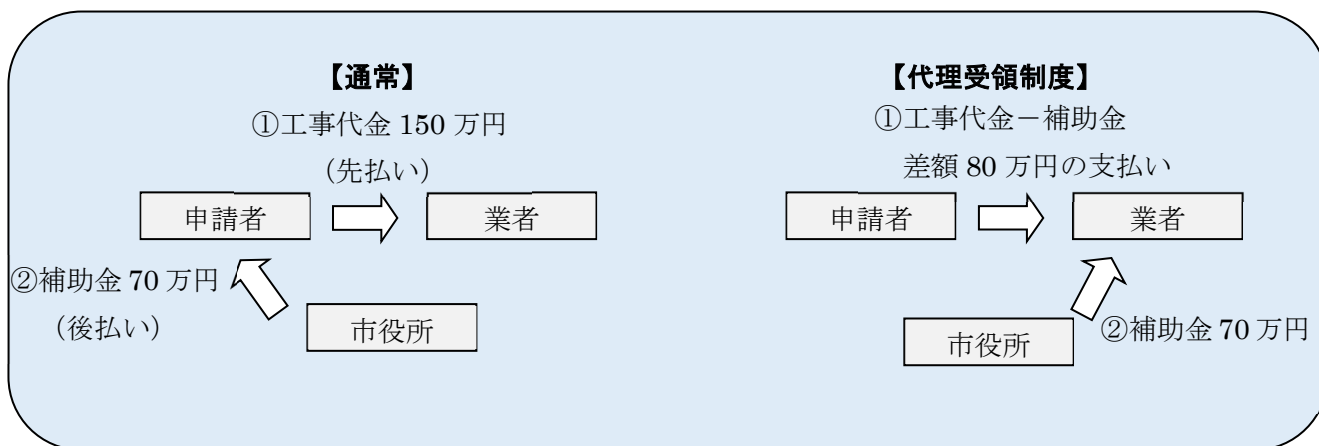 【通常】
①工事代金 150 万円
（先払い）
申請者
業者
②補助金 70 万円
（後払い）
市役所
【代理受領制度】
①工事代金－補助金
差額 80 万円の支払い
申請者
業者
市役所
②補助金 70 万円